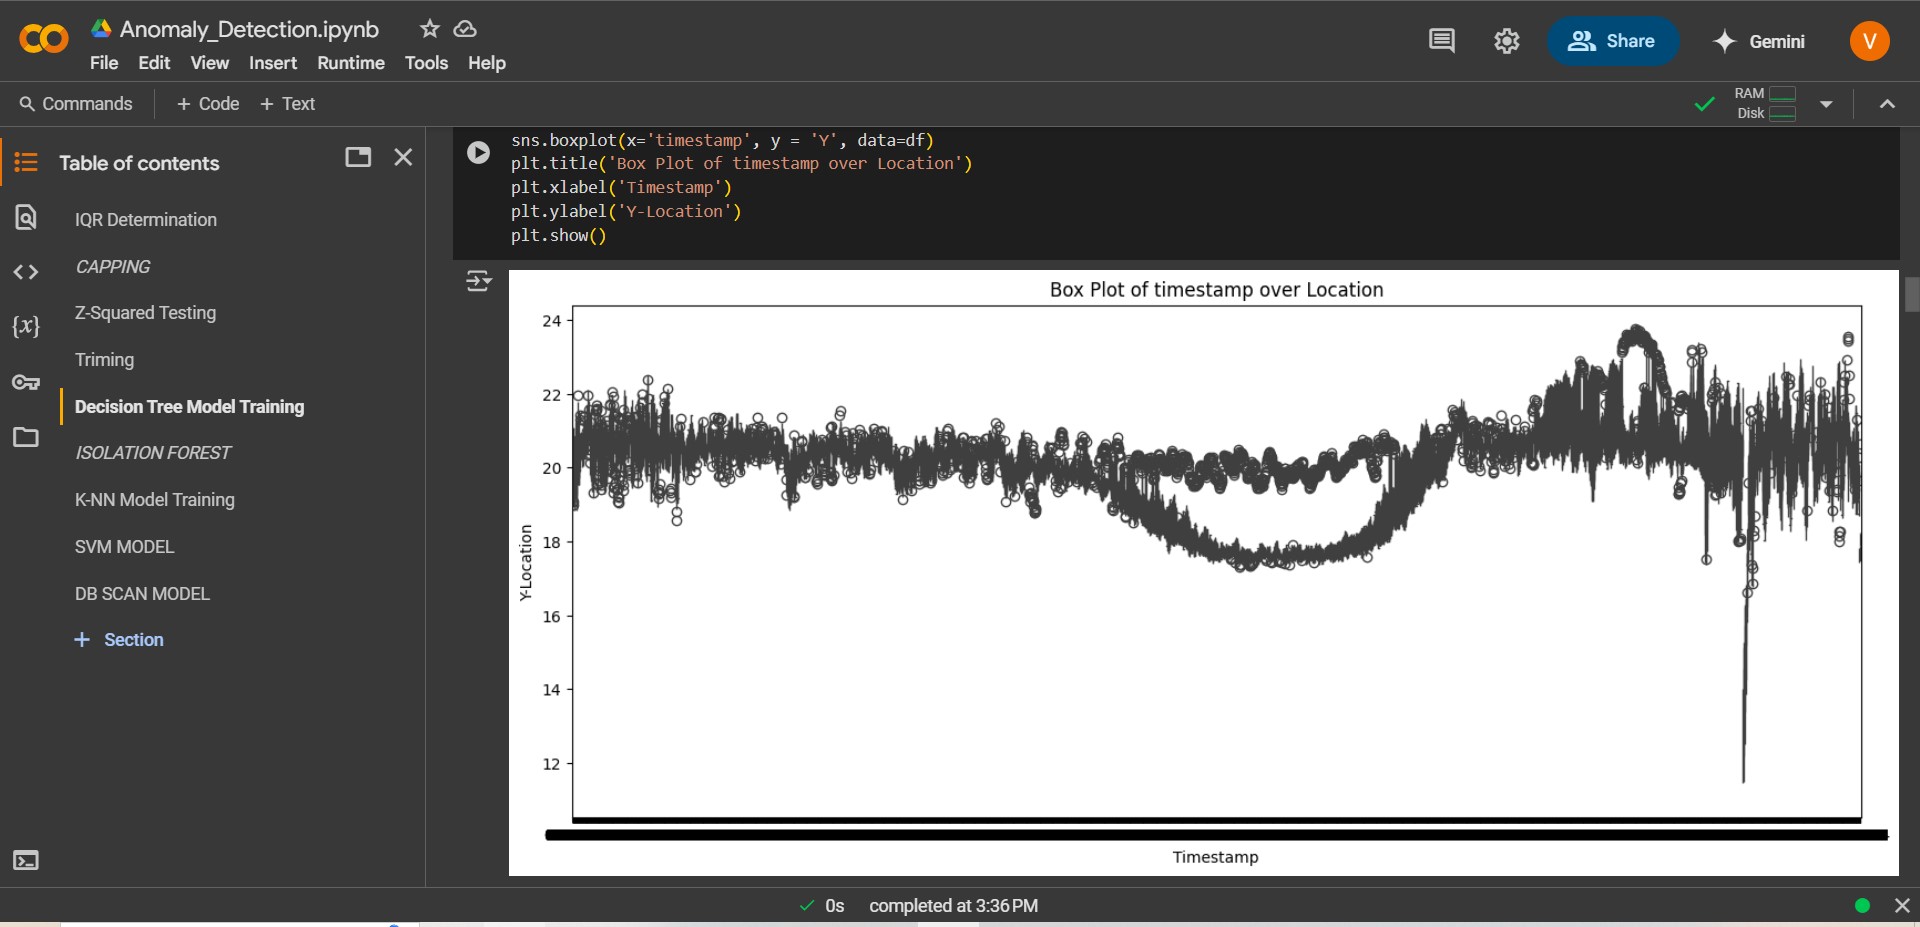 Anomaly_Detection.ipynb
File Edit View Insert Runtime Tools Help
Share
Gemini
V
Commands
+ Code + Text
RAM
Disk
Table of contents
IQR Determination
CAPPING
Z-Squared Testing
Triming
Decision Tree Model Training
ISOLATION FOREST
K-NN Model Training
SVM MODEL
DB SCAN MODEL
+ Section
{x}
sns.boxplot(x='timestamp', y = 'Y', data=df)
plt.title('Box Plot of timestamp over Location')
plt.xlabel('Timestamp')
plt.ylabel('Y-Location')
plt.show()
Box Plot of timestamp over Location
24
22
20
18
16
14
12
Y-Location
Timestamp
0s completed at 3:36 PM